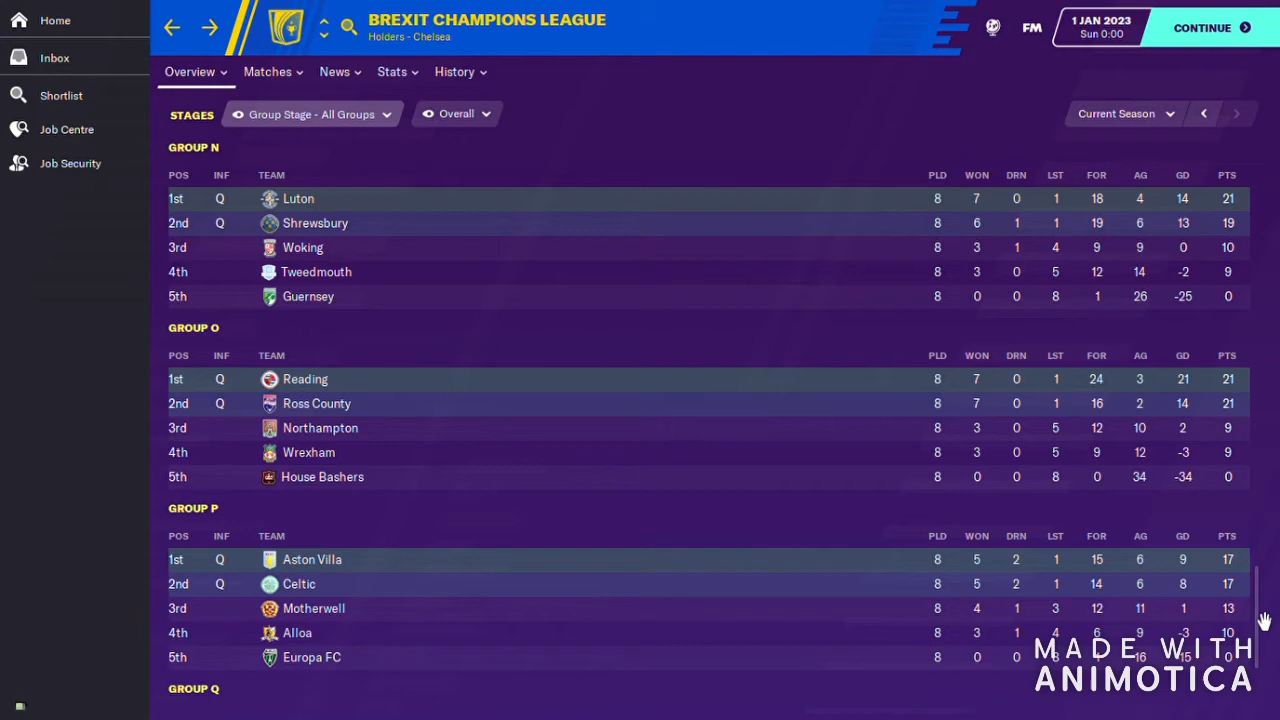 Home
Inbox
Shortlist
Job Centre
Job Security
BREXIT CHAMPIONS LEAGUE
Holders - Chelsea
FM
1 JAN 2023
Sun 0:00
CONTINUE
Overview Matches News Stats History
STAGES Group Stage - All Groups Overall Current Season
GROUP N
POS INF TEAM PLD WON DRN LST FOR AG GD PTS
1st Q Luton 8 7 0 1 18 4 14 21
2nd Q Shrewsbury 8 6 1 1 19 6 13 19
3rd Woking 8 3 1 4 9 9 0 10
4th Tweedmouth 8 3 0 5 12 14 -2 9
5th Guernsey 8 0 0 8 1 26 -25 0
GROUP O
POS INF TEAM PLD WON DRN LST FOR AG GD PTS
1st Q Reading 8 7 0 1 24 3 21 21
2nd Q Ross County 8 7 0 1 16 2 14 21
3rd Northampton 8 3 0 5 12 10 2 9
4th Wrexham 8 3 0 5 9 12 -3 9
5th House Bashers 8 0 0 8 0 34 -34 0
GROUP P
POS INF TEAM PLD WON DRN LST FOR AG GD PTS
1st Q Aston Villa 8 5 2 1 15 6 9 17
2nd Q Celtic 8 5 2 1 14 6 8 17
3rd Motherwell 8 4 1 3 12 11 1 13
4th Alloa 8 3 1 4 6 9 -3 10
5th Europa FC 8 0 0 8 1 16 -15 0
GROUP Q
MADE WITH
ANIMOTICA